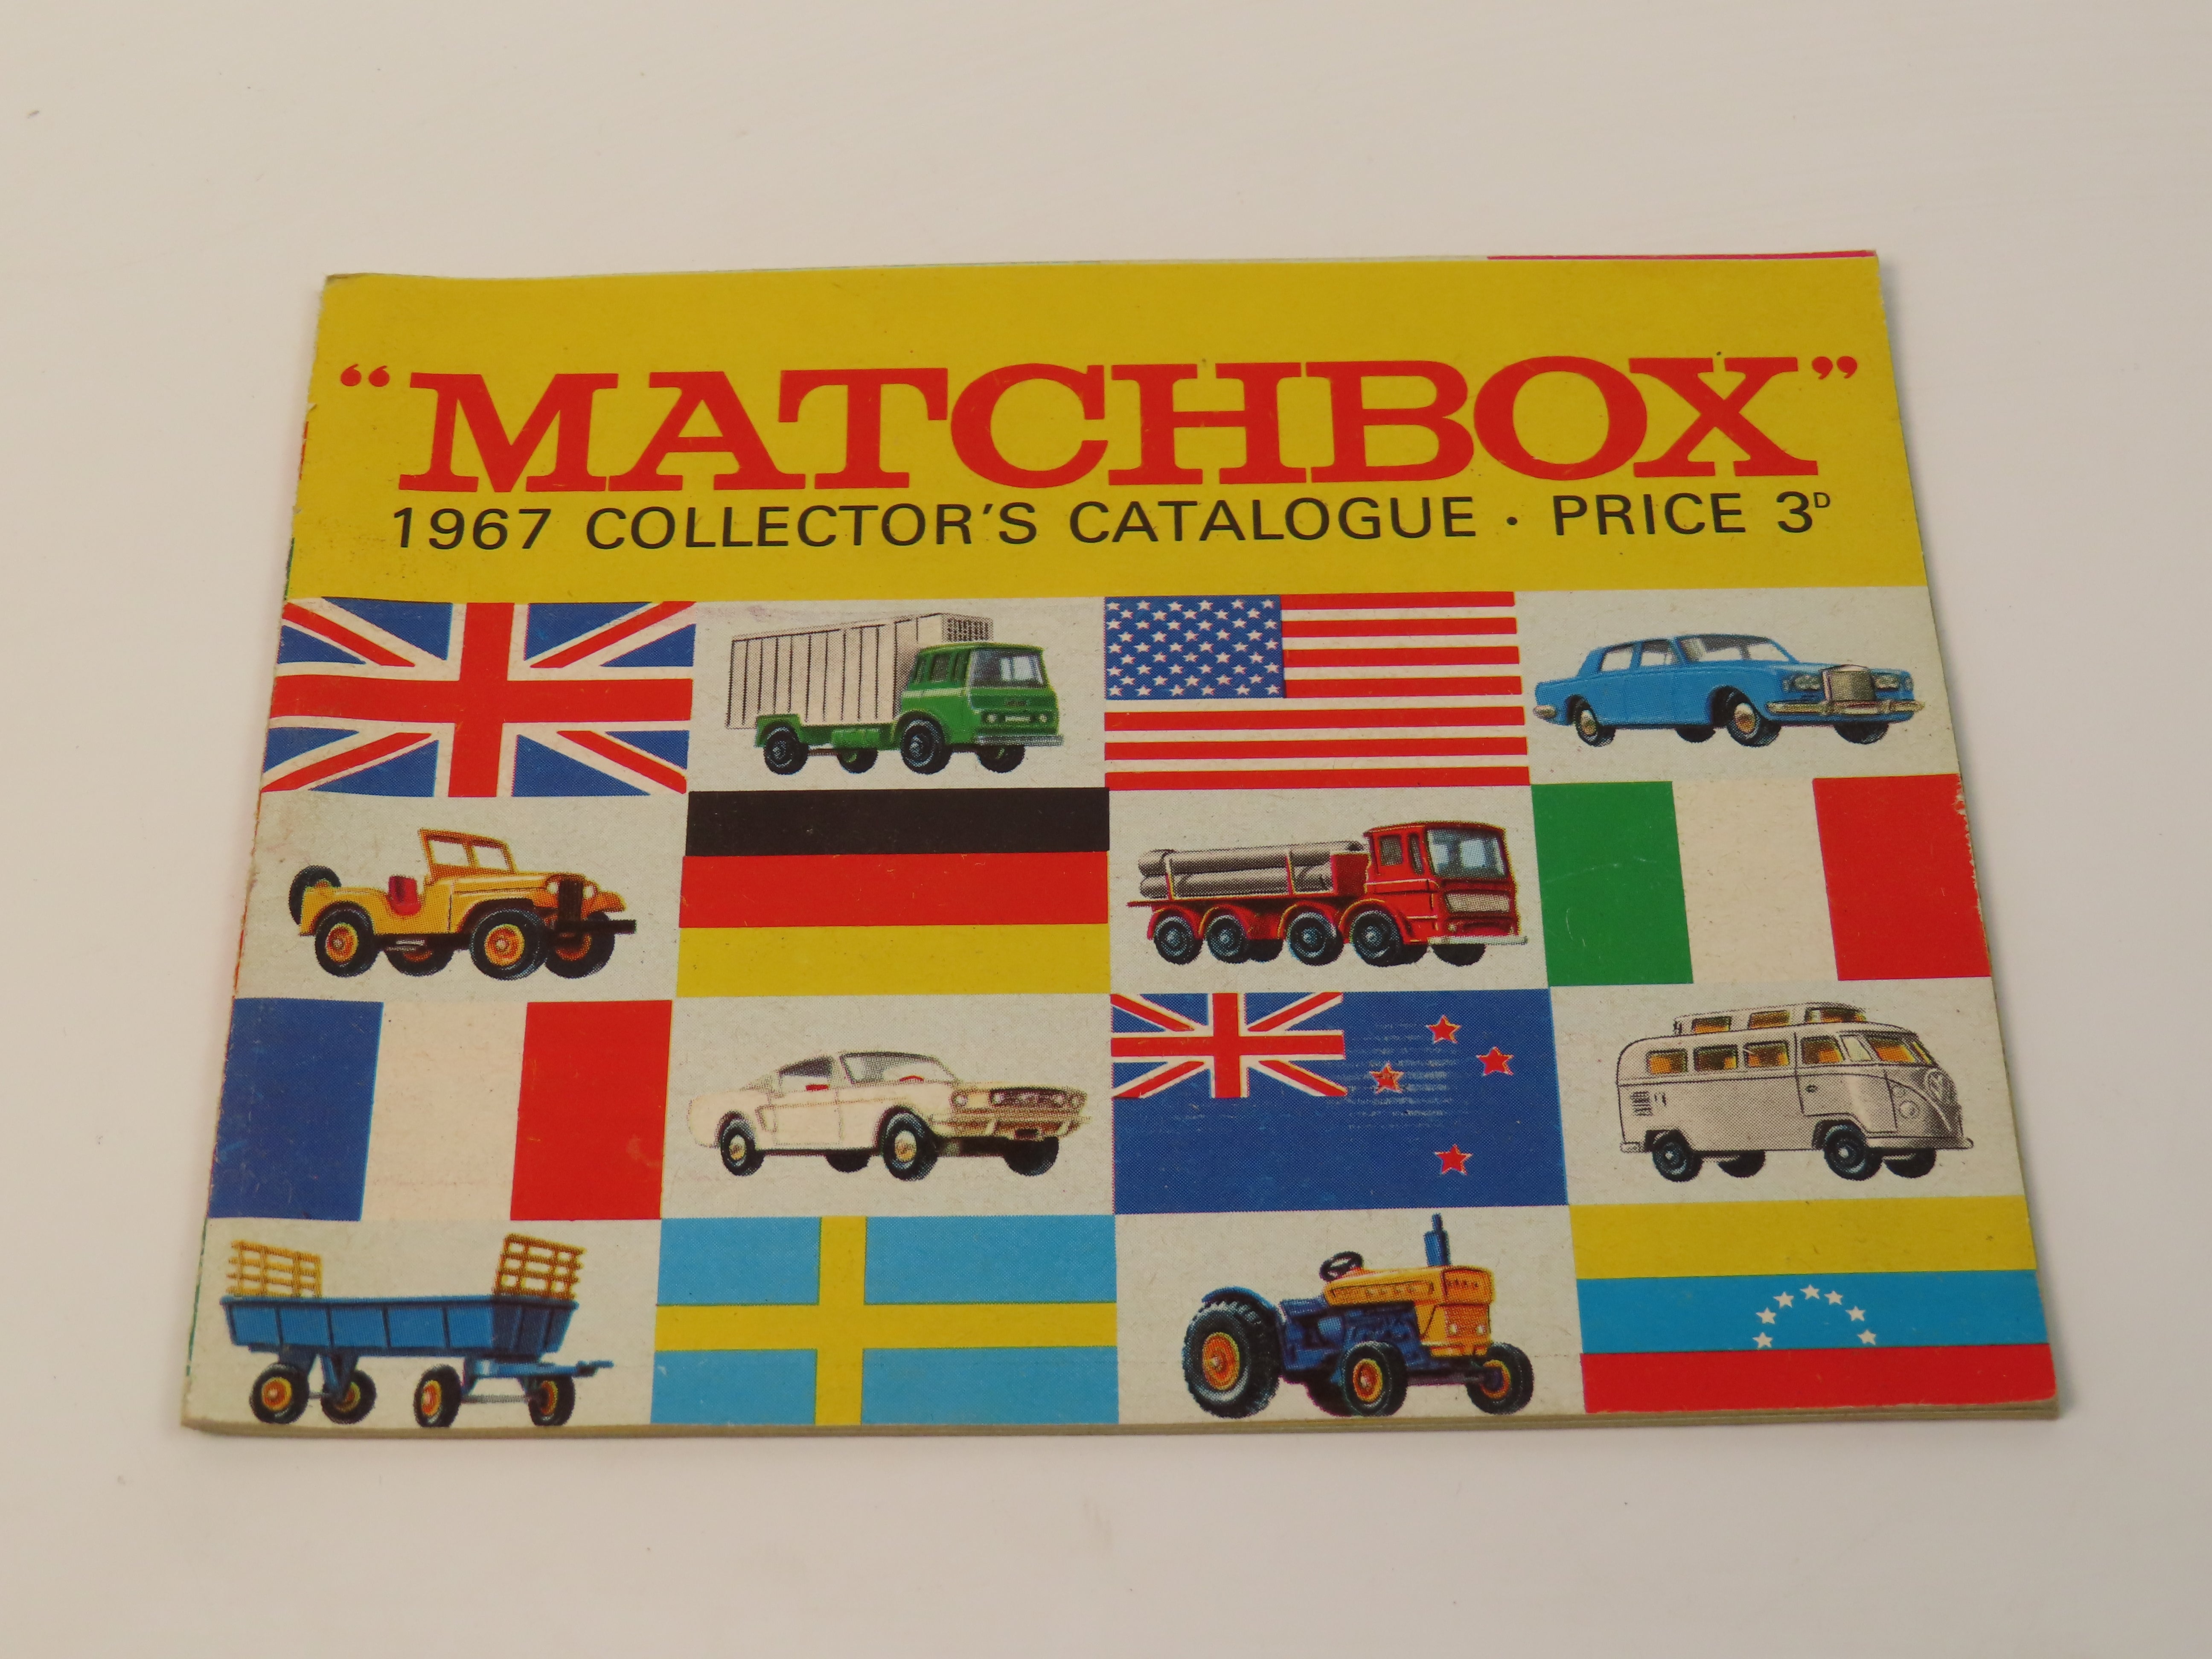 “MATCHBOX”
1967 COLLECTOR'S CATALOGUE · PRICE 3D